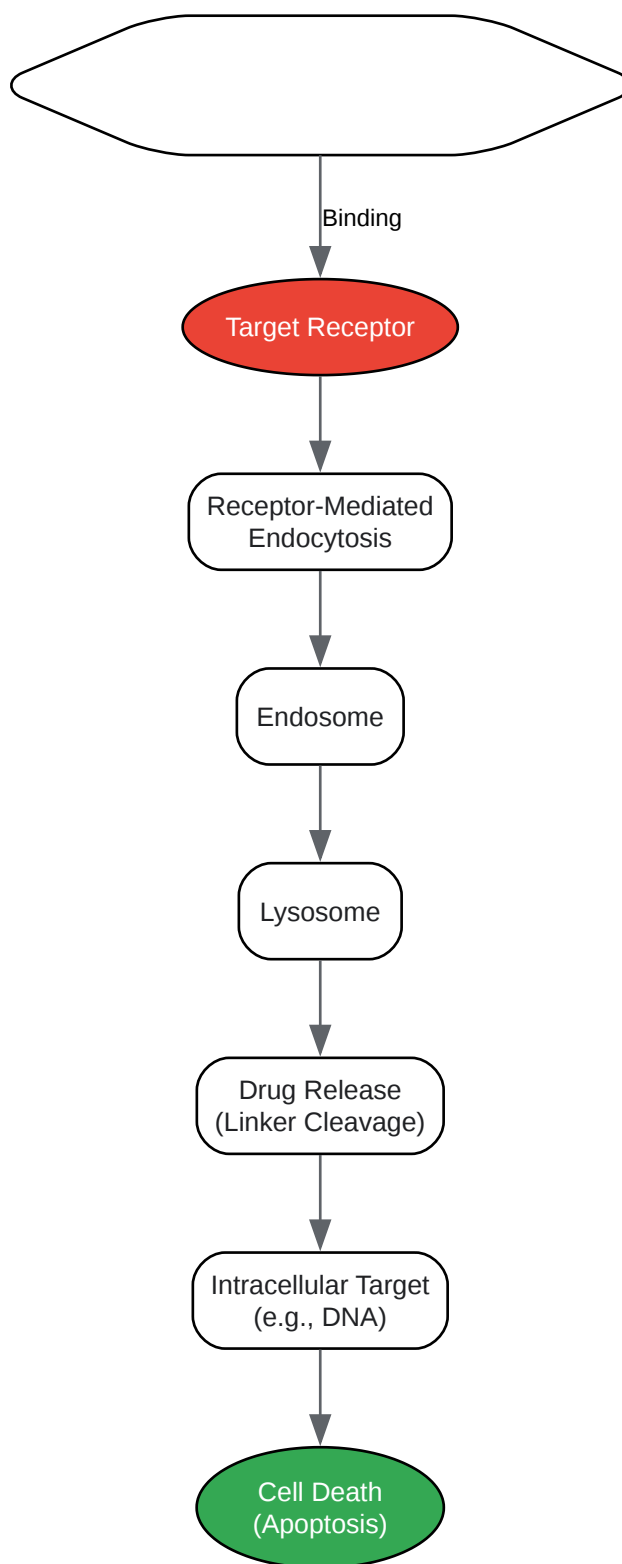 Binding
Target Receptor
Receptor-Mediated
Endocytosis
Endosome
Lysosome
Drug Release
(Linker Cleavage)
Intracellular Target
(e.g., DNA)
Cell Death
(Apoptosis)